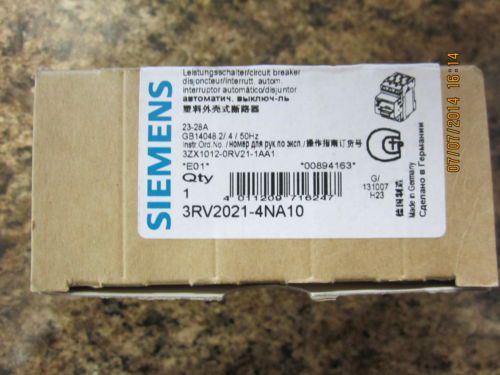 SIEMENS
Leistungsschalter/circuit breaker
disjoncteur/interrutt. autom.
interruptor automático/disjuntor
автоматич. выключ-ль
塑料外壳式断路器
23-28A
GB14048.2/ 4 / 50Hz
Instr.Ord.No. / Номер для рук.по эксп. /操作指南订货号
3ZX1012-0RV21-1AA1
"E01"
"00894163"
Qty
1
4 011209 716247
3RV2021-4NA10
G/
131007
H23
德国制造
Made in Germany
Сделано в Германии
07/07/2014 16:14